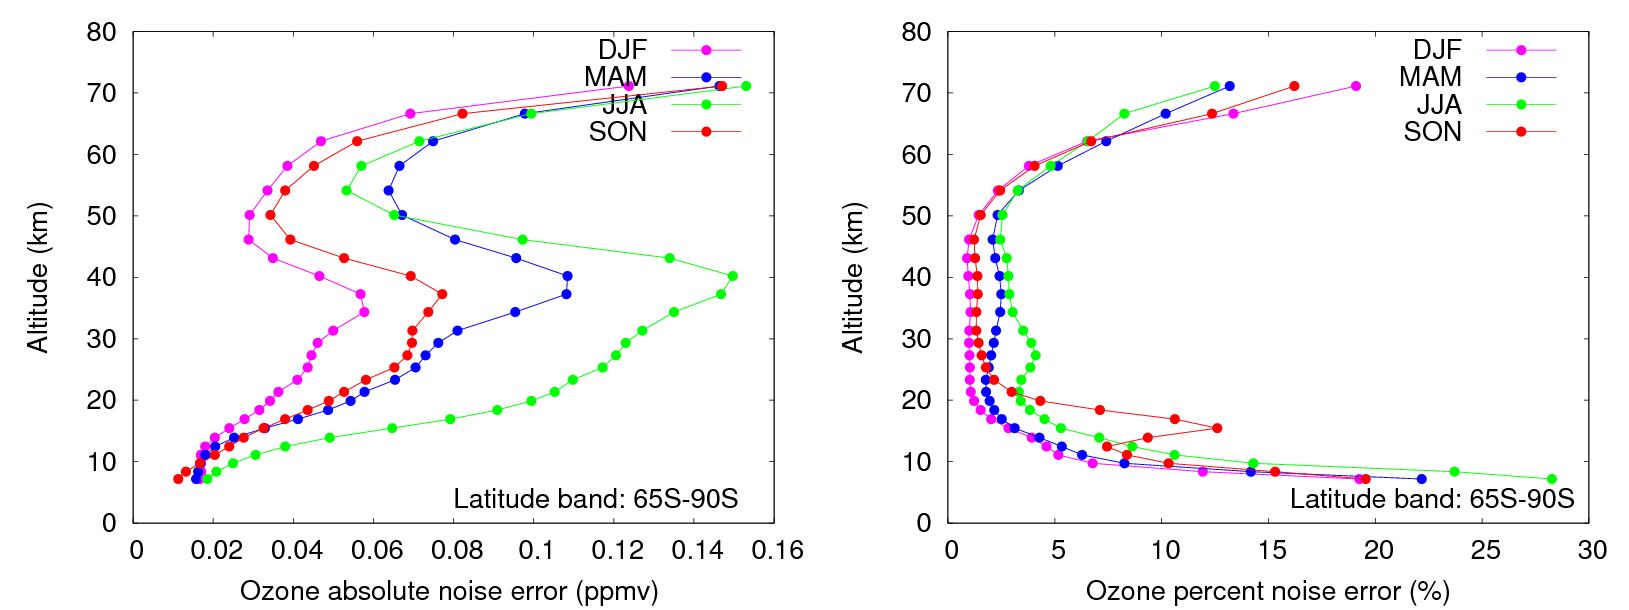 80
70
60
50
40
30
20
10
0
Altitude (km)
DJF
MAM
JJA
SON
Latitude band: 65S-90S
0 0.02 0.04 0.06 0.08 0.1 0.12 0.14 0.16
Ozone absolute noise error (ppmv)
80
70
60
50
40
30
20
10
0
Altitude (km)
DJF
MAM
JJA
SON
Latitude band: 65S-90S
0 5 10 15 20 25 30
Ozone percent noise error (%)